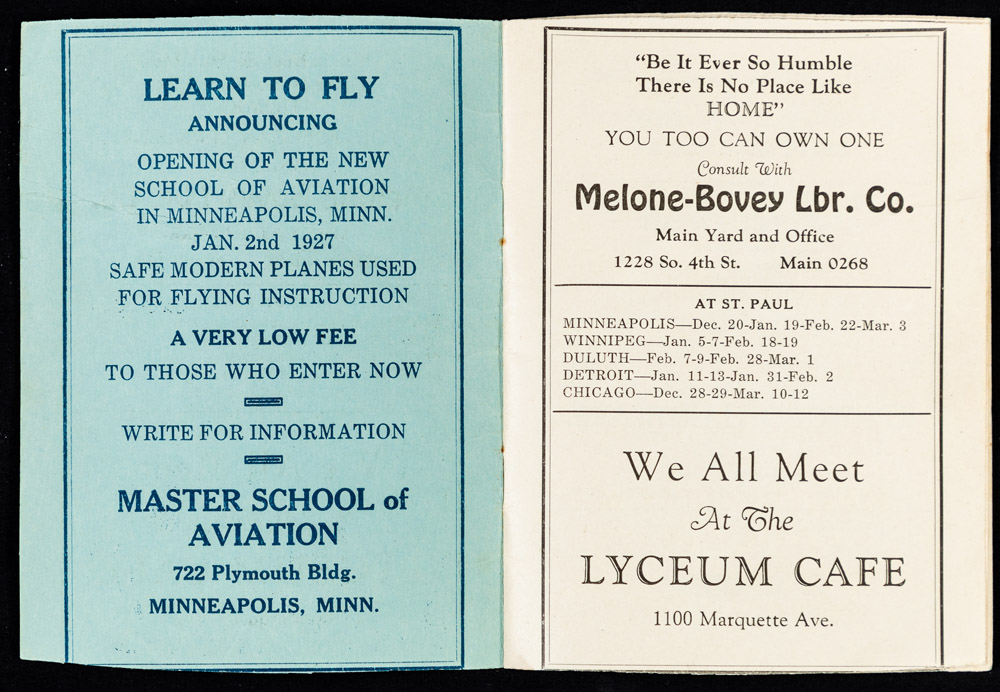 LEARN TO FLY
ANNOUNCING
OPENING OF THE NEW
SCHOOL OF AVIATION
IN MINNEAPOLIS, MINN.
JAN. 2nd 1927
SAFE MODERN PLANES USED
FOR FLYING INSTRUCTION
A VERY LOW FEE
TO THOSE WHO ENTER NOW
WRITE FOR INFORMATION
MASTER SCHOOL of
AVIATION
722 Plymouth Bldg.
MINNEAPOLIS, MINN.
"Be It Ever So Humble
There Is No Place Like
HOME"
YOU TOO CAN OWN ONE
Consult With
Melone-Bovey Lbr. Co.
Main Yard and Office
1228 So. 4th St. Main 0268
AT ST. PAUL
MINNEAPOLIS—Dec. 20-Jan. 19-Feb. 22-Mar. 3
WINNIPEG—Jan. 5-7-Feb. 18-19
DULUTH—Feb. 7-9-Feb. 28-Mar. 1
DETROIT—Jan. 11-13-Jan. 31-Feb. 2
CHICAGO—Dec. 28-29-Mar. 10-12
We All Meet
At The
LYCEUM CAFE
1100 Marquette Ave.